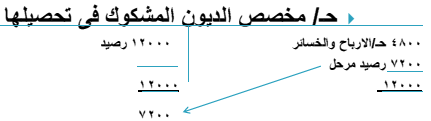 حـ/ مخصص الديون المشكوك فى تحصيلها
٤٨٠٠ حـ/الارباح والخسائر
٧٢٠٠ رصيد مرحل
١٢٠٠٠
١٢٠٠٠ رصيد
١٢٠٠٠
٧٢٠٠